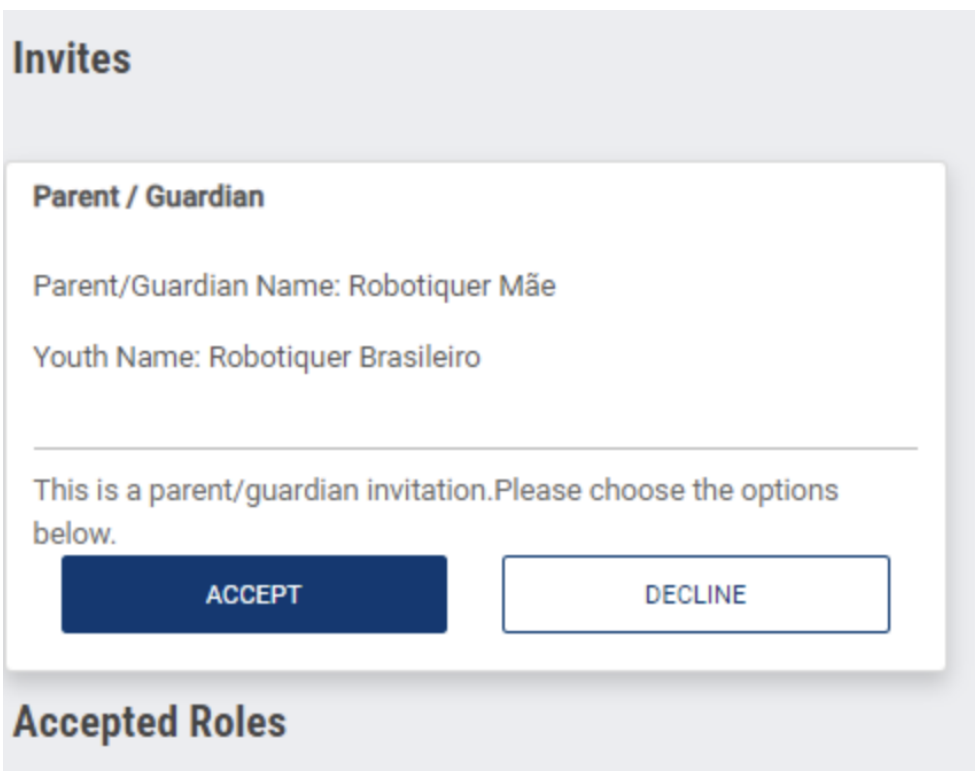 Invites
Parent / Guardian
Parent/Guardian Name: Robotiquer Mãe
Youth Name: Robotiquer Brasileiro
This is a parent/guardian invitation.Please choose the options
below.
ACCEPT
DECLINE
Accepted Roles